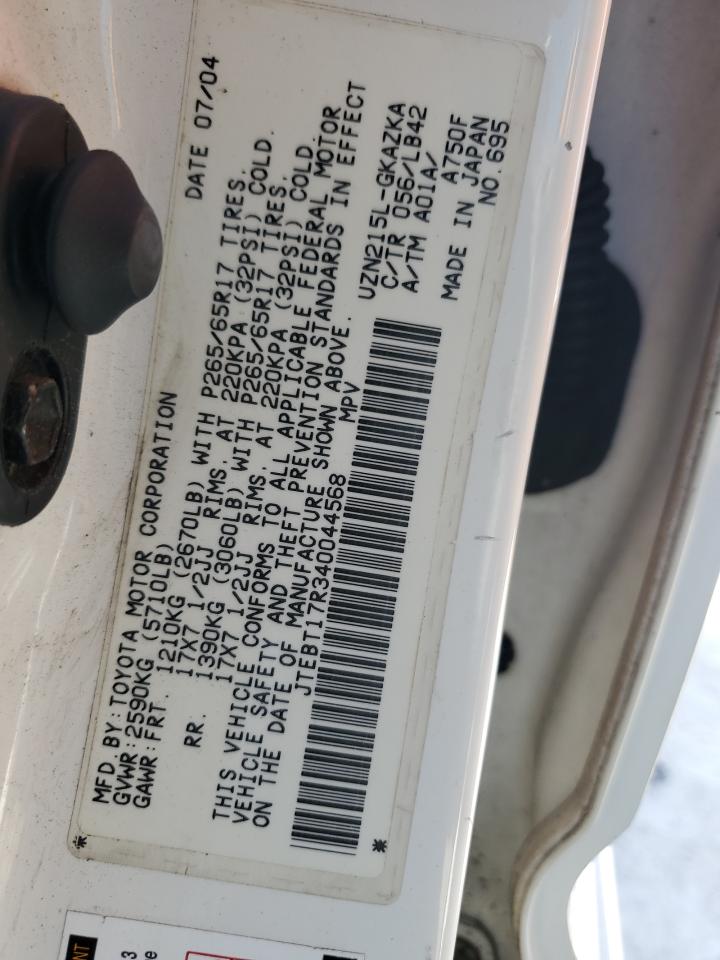 MFD. BY: TOYOTA MOTOR CORPORATION DATE 07/04
GVWR: 2590KG (5710LB)
GAWR: FRT. 1210KG (2670LB) WITH P265/65R17 TIRES.
17X7 1/2JJ RIMS. AT 220KPA (32PSI) COLD.
RR. 1390KG (3060LB) WITH P265/65R17 TIRES.
17X7 1/2JJ RIMS. AT 220KPA (32PSI) COLD.
THIS VEHICLE CONFORMS TO ALL APPLICABLE FEDERAL MOTOR
VEHICLE SAFETY AND THEFT PREVENTION STANDARDS IN EFFECT
ON THE DATE OF MANUFACTURE SHOWN ABOVE.
JTEBT17R340044568 MPV
UZN215L-GKAZKA
C/TR 056/LB42
A/TM A01A/ A750F
MADE IN JAPAN
NO. 695
NT
3
e